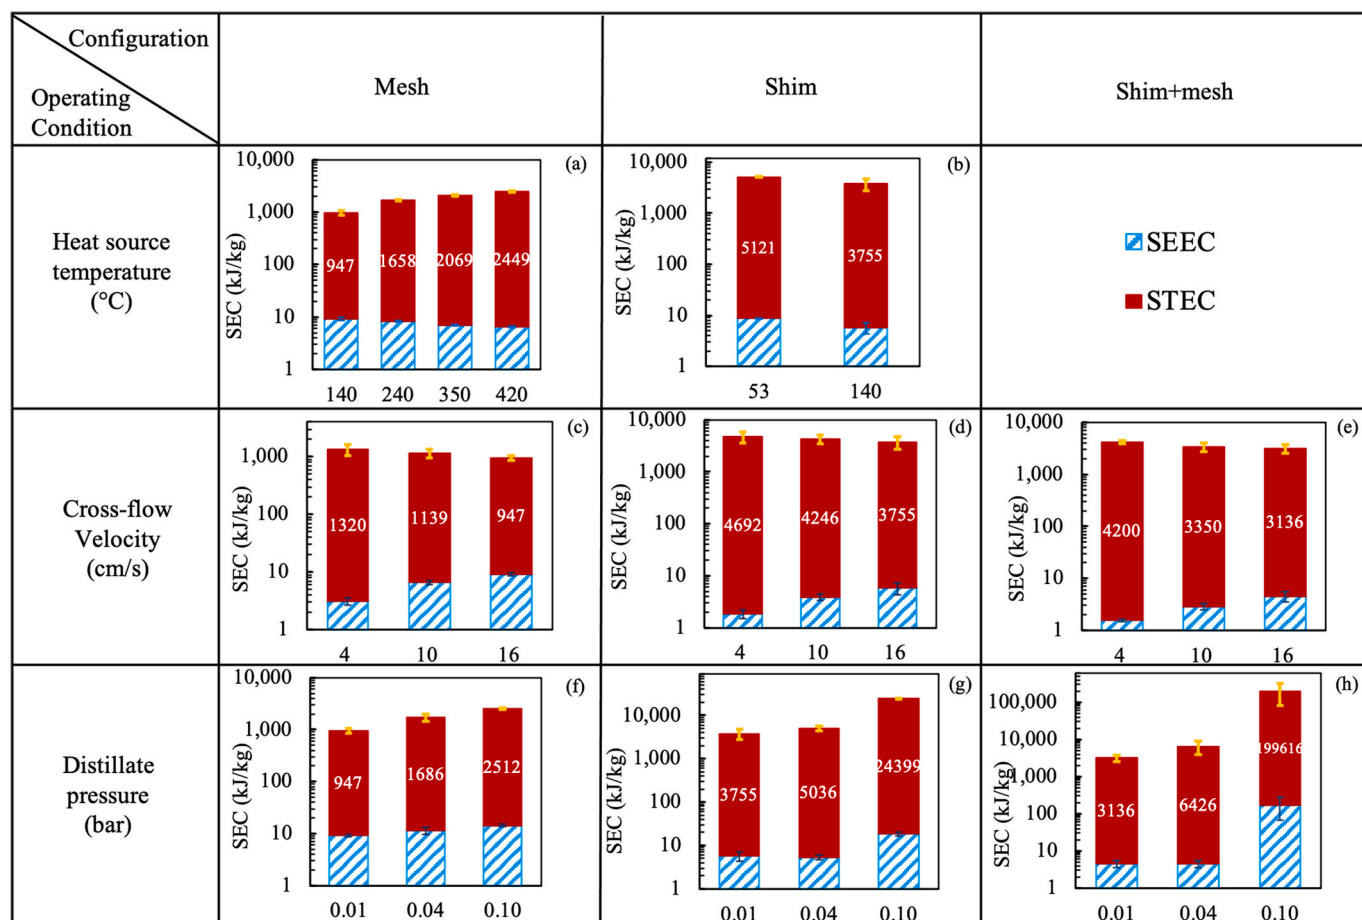 Configuration
Operating
Condition
Mesh
Shim
Shim+mesh
Heat source
temperature
(°C)
(a)
SEC (kJ/kg)
10,000
1,000
100
10
1
947
1658
2069
2449
140
240
350
420
(b)
SEC (kJ/kg)
10,000
1,000
100
10
1
5121
3755
53
140
SEEC
STEC
Cross-flow
Velocity
(cm/s)
(c)
SEC (kJ/kg)
1,000
100
10
1
1320
1139
947
4
10
16
(d)
SEC (kJ/kg)
10,000
1,000
100
10
1
4692
4246
3755
4
10
16
(e)
SEC (kJ/kg)
10,000
1,000
100
10
1
4200
3350
3136
4
10
16
Distillate
pressure
(bar)
(f)
SEC (kJ/kg)
10,000
1,000
100
10
1
947
1686
2512
0.01
0.04
0.10
(g)
SEC (kJ/kg)
10,000
1,000
100
10
1
3755
5036
24399
0.01
0.04
0.10
(h)
SEC (kJ/kg)
100,000
10,000
1,000
100
10
1
3136
6426
199616
0.01
0.04
0.10